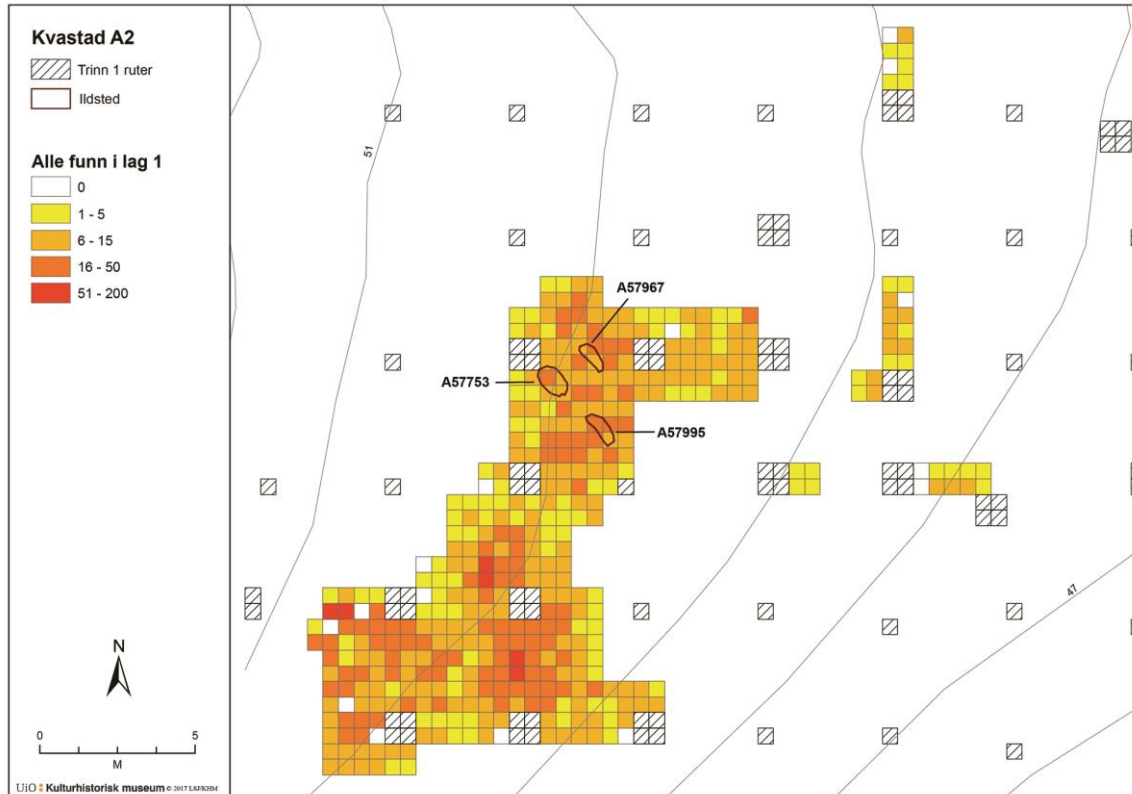 Kvastad A2
Trinn 1 ruter
Ildsted
Alle funn i lag 1
0
1 - 5
6 - 15
16 - 50
51 - 200
N
0 5
M
UiO Kulturhistorisk museum © 2017 LSJ/KHM
51
A57967
A57753
A57995
47